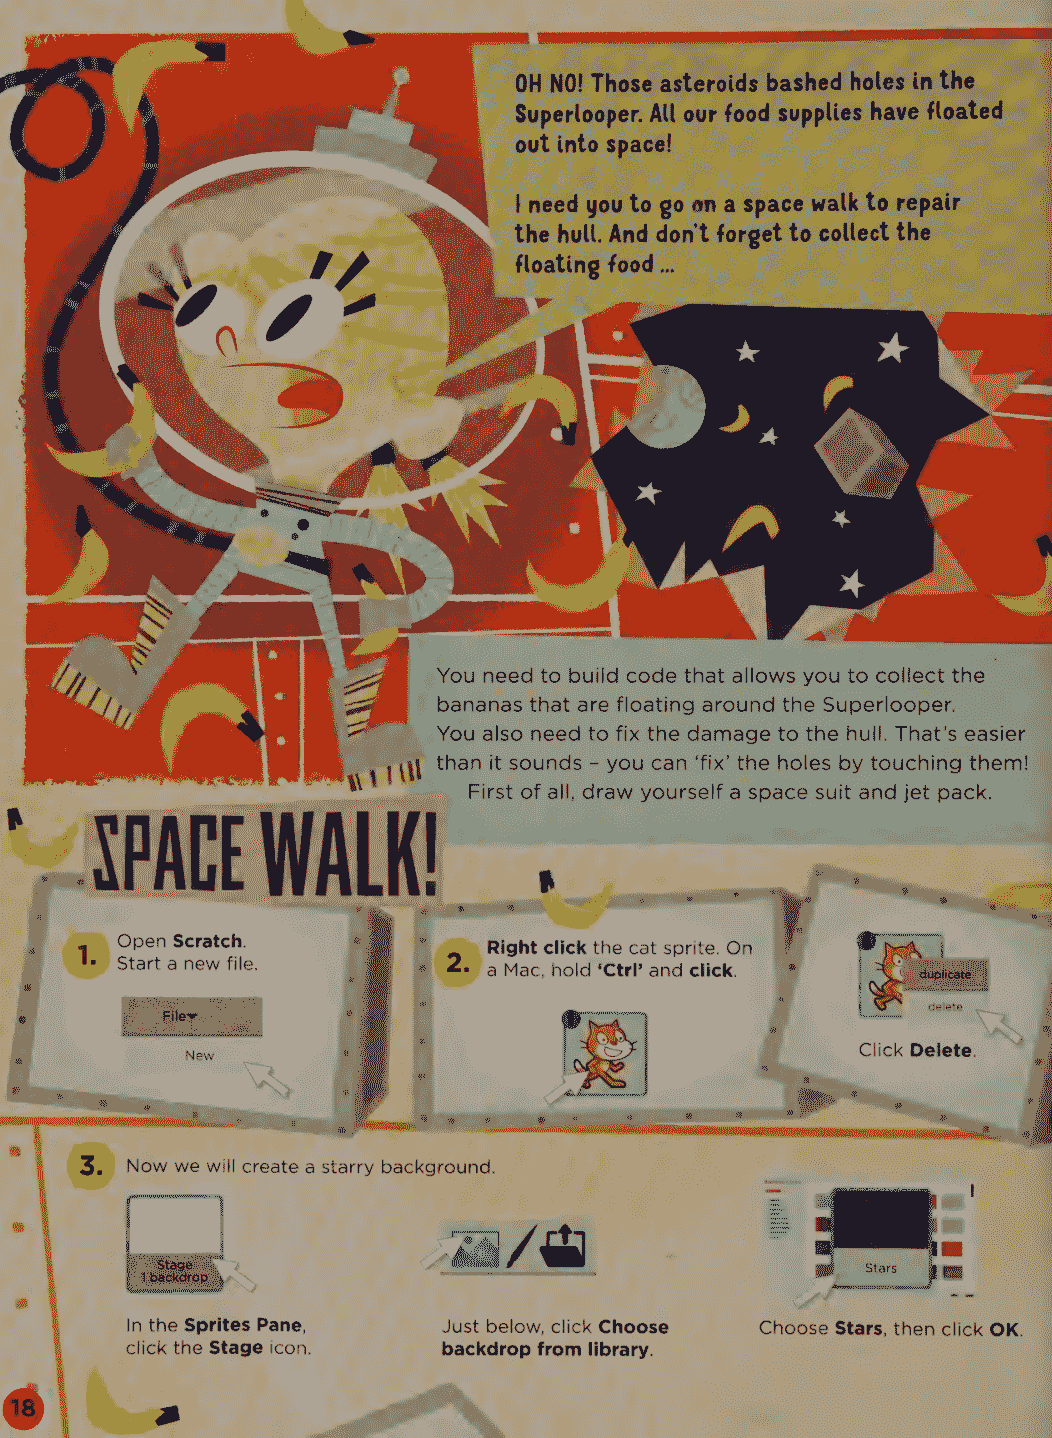 OH NO! Those asteroids bashed holes in the
Superlooper. All our food supplies have floated
out into space!
I need you to go on a space walk to repair
the hull. And don't forget to collect the
floating food ...
You need to build code that allows you to collect the
bananas that are floating around the Superlooper.
You also need to fix the damage to the hull. That's easier
than it sounds – you can 'fix' the holes by touching them!
First of all, draw yourself a space suit and jet pack.
SPACE WALK!
1.
Open Scratch.
Start a new file.
File▾
New
2.
Right click the cat sprite. On
a Mac, hold 'Ctrl' and click.
duplicate
delete
Click Delete.
3.
Now we will create a starry background.
Stage
1 backdrop
In the Sprites Pane,
click the Stage icon.
Just below, click Choose
backdrop from library.
Stars
Choose Stars, then click OK.
18